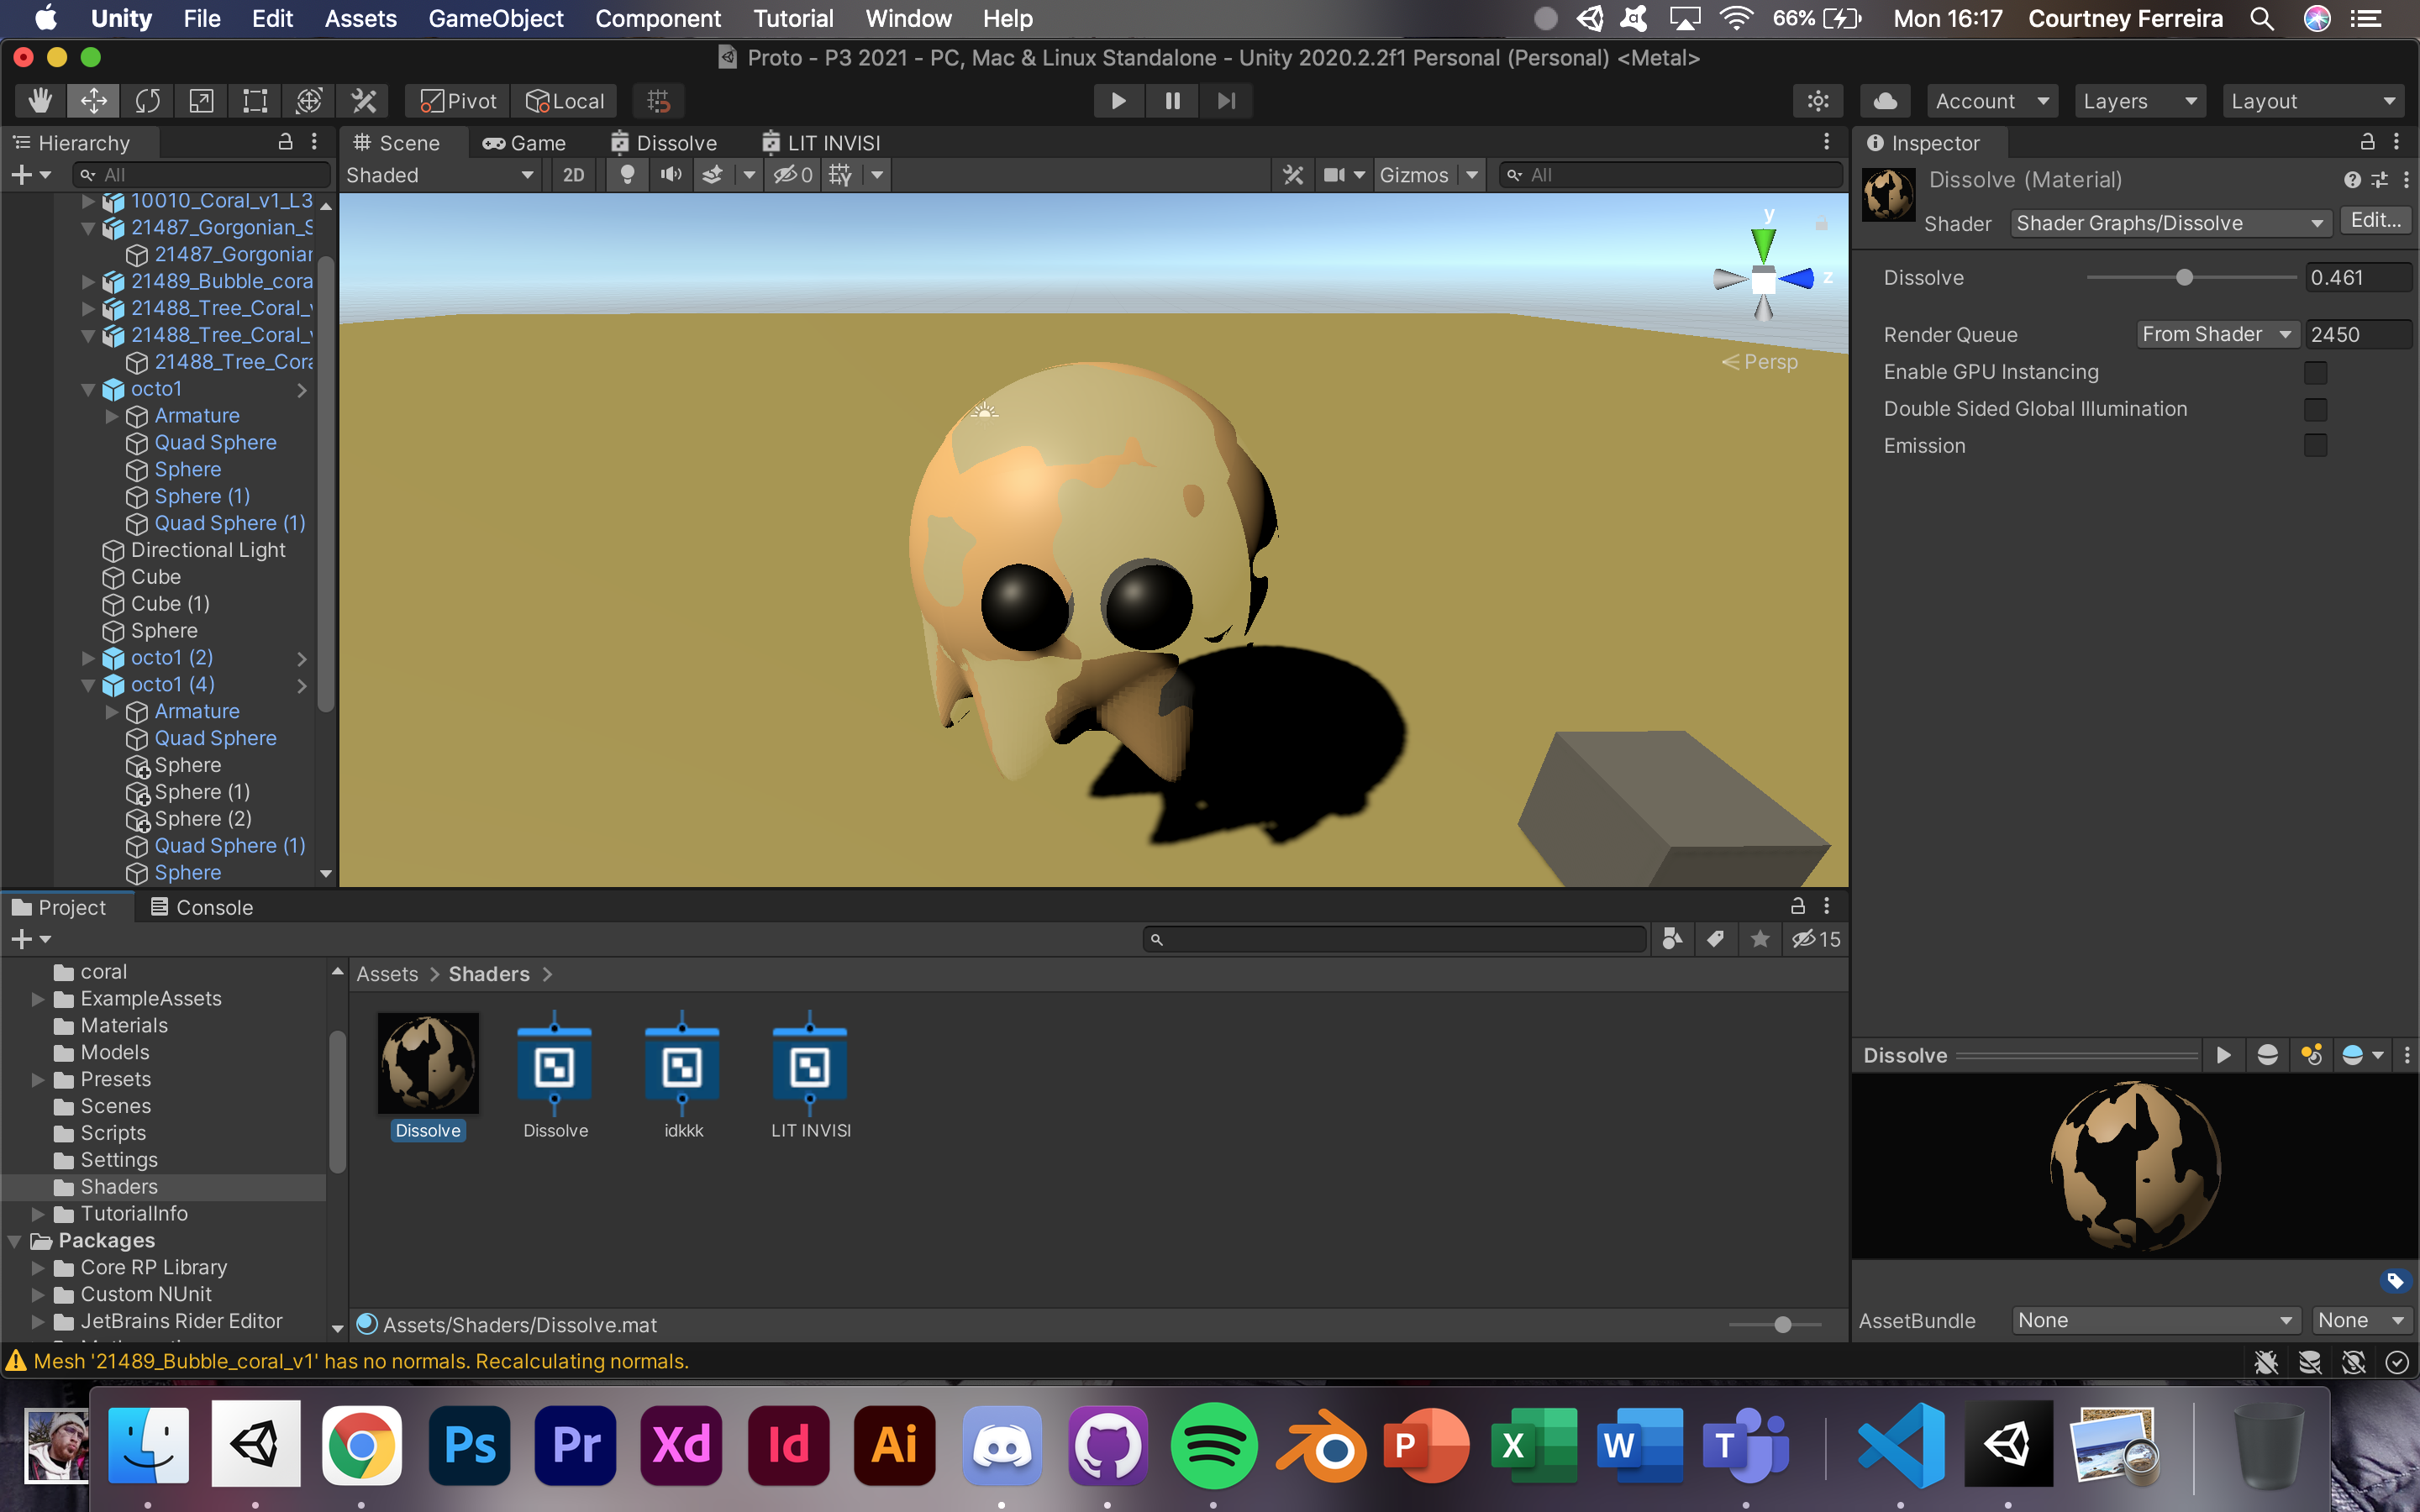 Unity File Edit Assets GameObject Component Tutorial Window Help 66% Mon 16:17 Courtney Ferreira
Proto - P3 2021 - PC, Mac & Linux Standalone - Unity 2020.2.2f1 Personal (Personal) <Metal>
Pivot Local Account Layers Layout
Hierarchy
All
10010_Coral_v1_L3
21487_Gorgonian_S
21487_Gorgonian
21489_Bubble_cora
21488_Tree_Coral_v
21488_Tree_Coral_v
21488_Tree_Cora
octo1
Armature
Quad Sphere
Sphere
Sphere (1)
Quad Sphere (1)
Directional Light
Cube
Cube (1)
Sphere
octo1 (2)
octo1 (4)
Armature
Quad Sphere
Sphere
Sphere (1)
Sphere (2)
Quad Sphere (1)
Sphere
Scene Game Dissolve LIT INVISI
Shaded 2D 0 Gizmos All
y
z
Persp
Inspector
Dissolve (Material)
Shader Shader Graphs/Dissolve Edit...
Dissolve 0.461
Render Queue From Shader 2450
Enable GPU Instancing
Double Sided Global Illumination
Emission
Project Console
15
coral
ExampleAssets
Materials
Models
Presets
Scenes
Scripts
Settings
Shaders
TutorialInfo
Packages
Core RP Library
Custom NUnit
JetBrains Rider Editor
Assets > Shaders >
Dissolve Dissolve idkkk LIT INVISI
Assets/Shaders/Dissolve.mat
Dissolve
AssetBundle None None
Mesh '21489_Bubble_coral_v1' has no normals. Recalculating normals.
Ps Pr Xd Id Ai P X W T